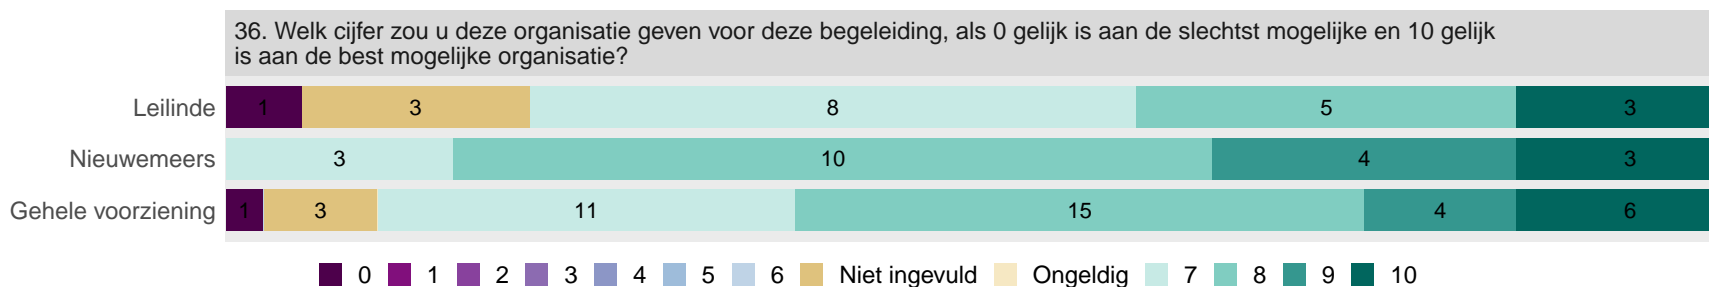 36. Welk cijfer zou u deze organisatie geven voor deze begeleiding, als 0 gelijk is aan de slechtst mogelijke en 10 gelijk
is aan de best mogelijke organisatie?
Leilinde 1 3 8 5 3
Nieuwemeers 3 10 4 3
Gehele voorziening 1 3 11 15 4 6
0 1 2 3 4 5 6 Niet ingevuld Ongeldig 7 8 9 10